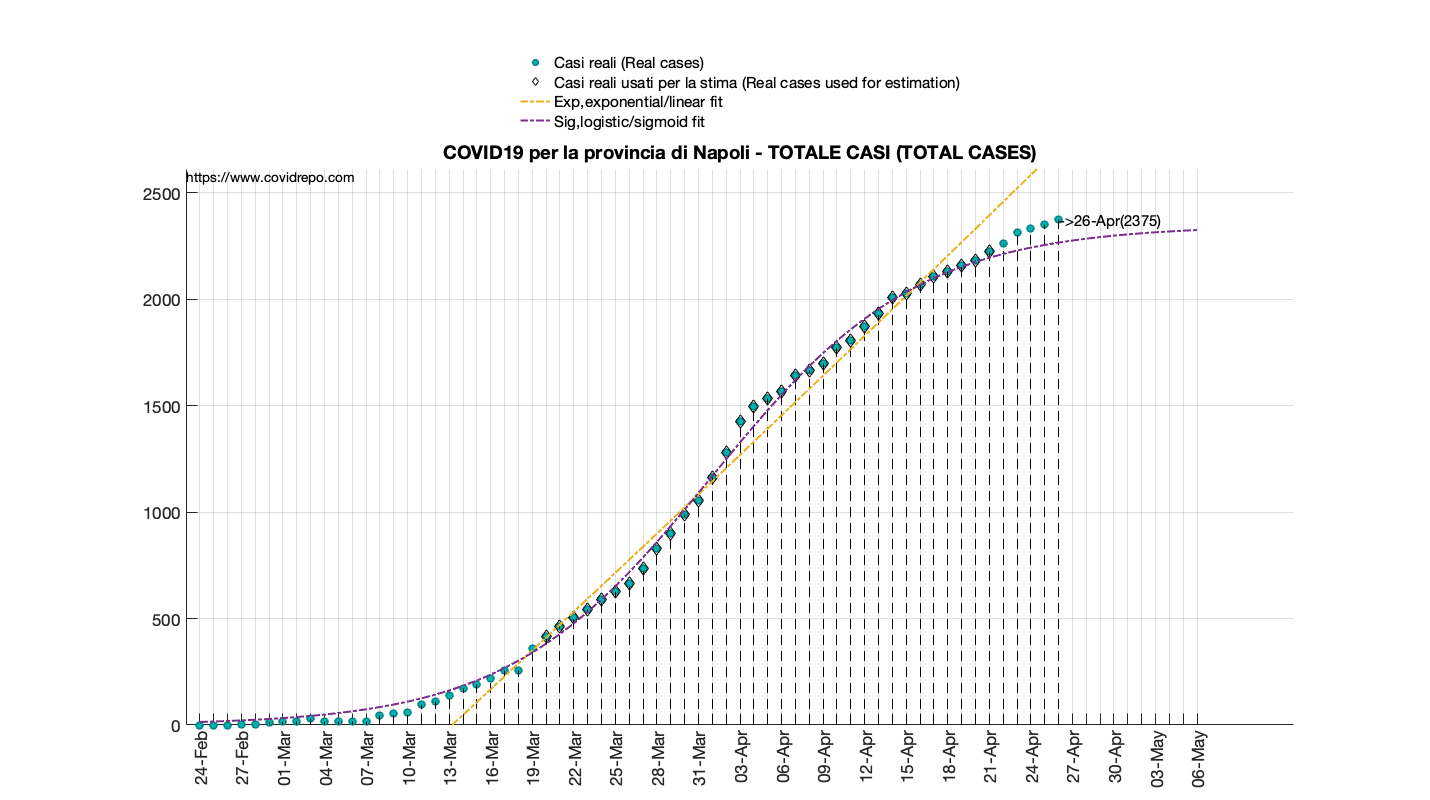 Casi reali (Real cases)
Casi reali usati per la stima (Real cases used for estimation)
Exp,exponential/linear fit
Sig,logistic/sigmoid fit
COVID19 per la provincia di Napoli - TOTALE CASI (TOTAL CASES)
https://www.covidrepo.com
2500
->26-Apr(2375)
2000
1500
1000
500
0
24-Feb
27-Feb
01-Mar
04-Mar
07-Mar
10-Mar
13-Mar
16-Mar
19-Mar
22-Mar
25-Mar
28-Mar
31-Mar
03-Apr
06-Apr
09-Apr
12-Apr
15-Apr
18-Apr
21-Apr
24-Apr
27-Apr
30-Apr
03-May
06-May